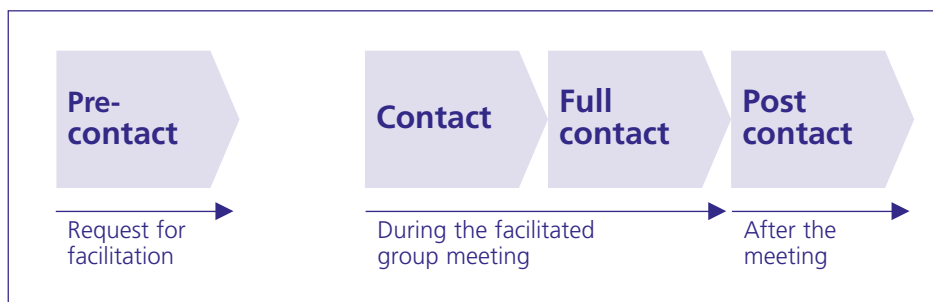 Pre-
contact
Contact
Full
contact
Post
contact
Request for
facilitation
During the facilitated
group meeting
After the
meeting